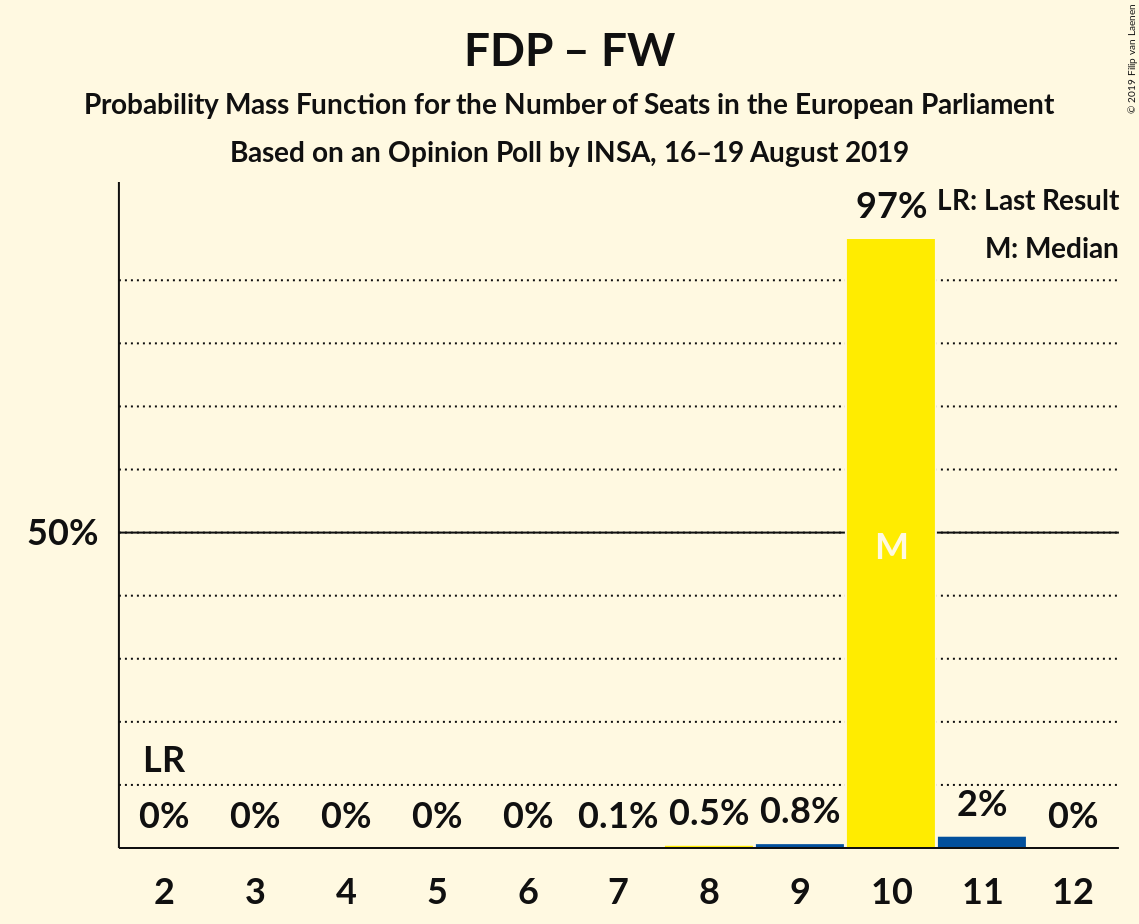 FDP – FW
Probability Mass Function for the Number of Seats in the European Parliament
Based on an Opinion Poll by INSA, 16–19 August 2019
© 2019 Filip van Laenen
LR: Last Result
M: Median
97%
50%
M
LR
0% 0% 0% 0% 0% 0.1% 0.5% 0.8% 2% 0%
2 3 4 5 6 7 8 9 10 11 12